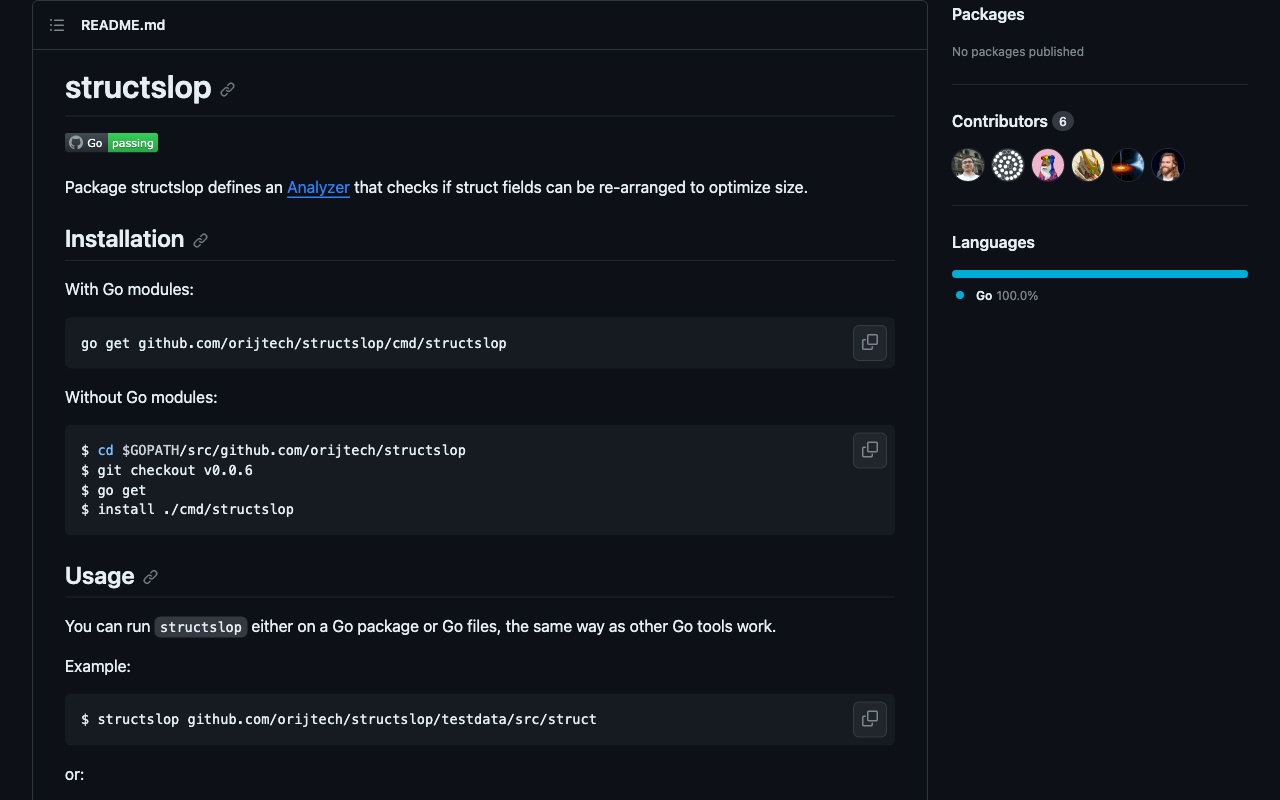 README.md
structslop
Go passing
Package structslop defines an Analyzer that checks if struct fields can be re-arranged to optimize size.
Installation
With Go modules:
go get github.com/orijtech/structslop/cmd/structslop
Without Go modules:
$ cd $GOPATH/src/github.com/orijtech/structslop
$ git checkout v0.0.6
$ go get
$ install ./cmd/structslop
Usage
You can run structslop either on a Go package or Go files, the same way as other Go tools work.
Example:
$ structslop github.com/orijtech/structslop/testdata/src/struct
or:
Packages
No packages published
Contributors 6
Languages
Go 100.0%